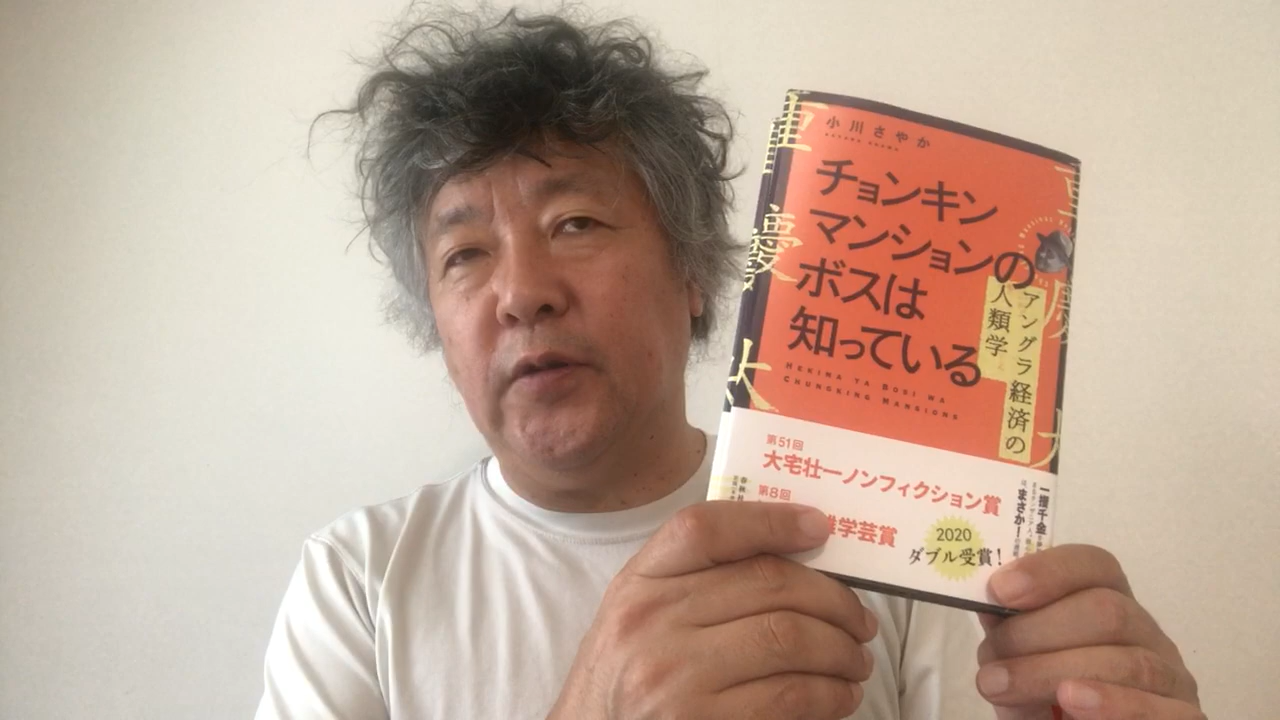 小川さやか
チョンキン
マンションの
ボスは
知っている
アングラ経済の
人類学
HEKIMA YA BOSI WA
CHUNGKING MANSIONS
第51回
大宅壮一ノンフィクション賞
第8回
学芸賞
2020
ダブル受賞!
一攫千金
まさか!
重慶大